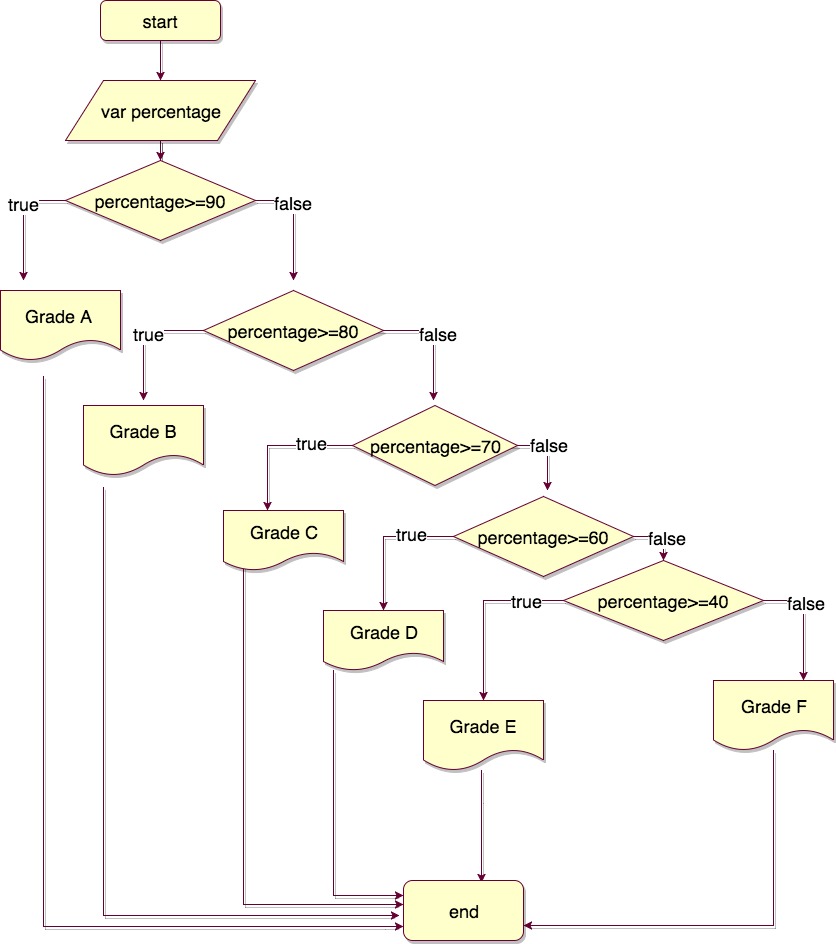 start
var percentage
percentage>=90
true
false
Grade A
percentage>=80
true
false
Grade B
percentage>=70
true
false
Grade C
percentage>=60
true
false
Grade D
percentage>=40
true
false
Grade E
Grade F
end